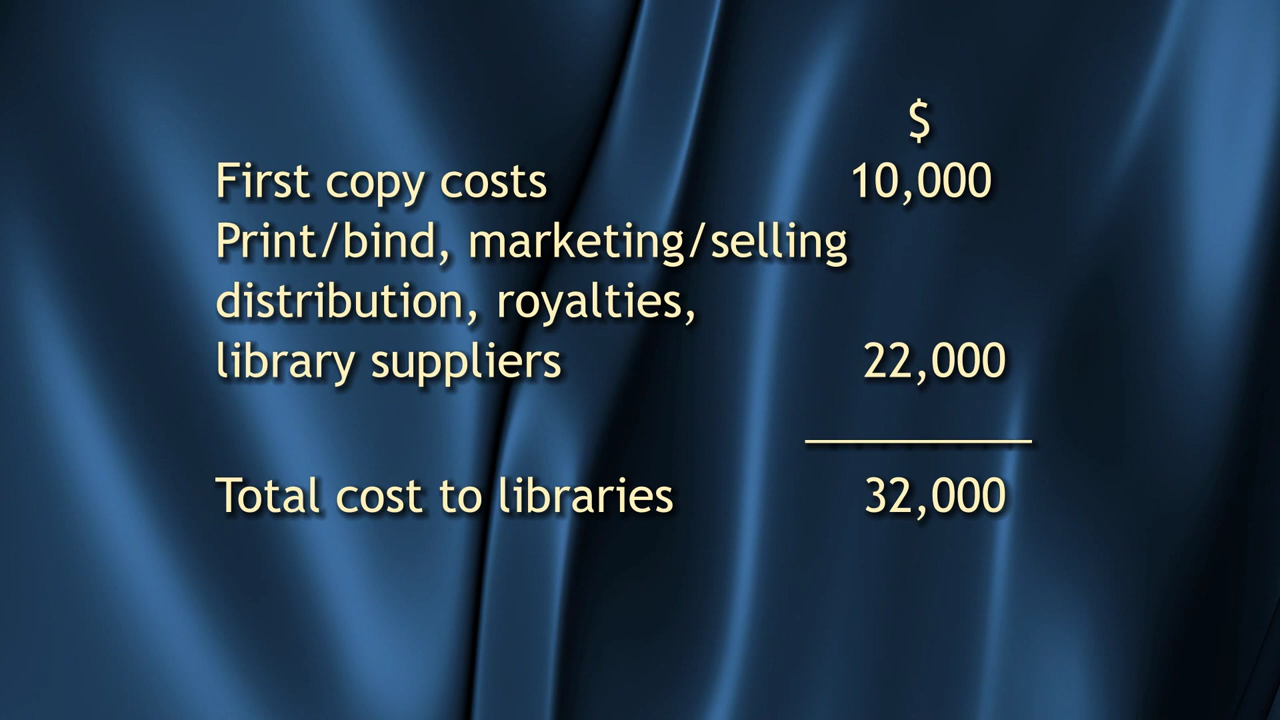 $
First copy costs 10,000
Print/bind, marketing/selling
distribution, royalties,
library suppliers 22,000
Total cost to libraries 32,000